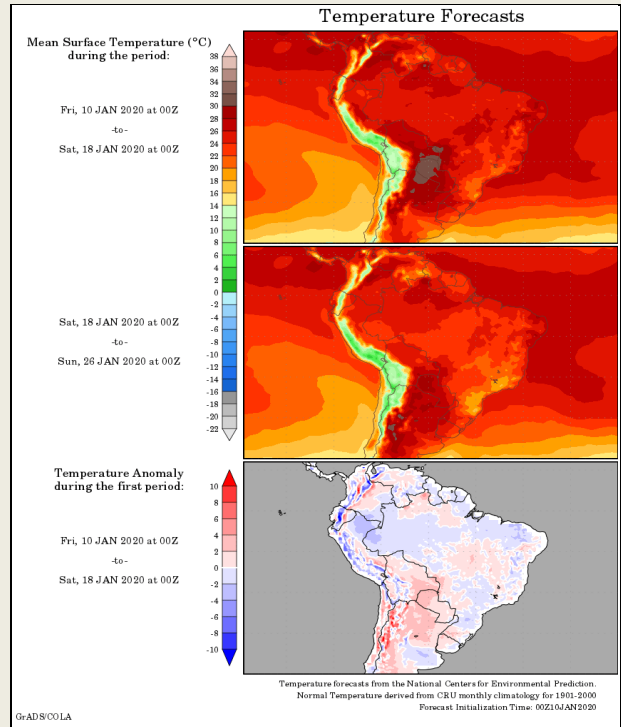 Temperature Forecasts
Mean Surface Temperature (°C)
during the period:
Fri, 10 JAN 2020 at 00Z
-to-
Sat, 18 JAN 2020 at 00Z
38
36
34
32
30
28
26
24
22
20
18
16
14
12
10
8
6
4
2
0
-2
-4
-6
-8
-10
-12
-14
-16
-18
-20
-22
Sat, 18 JAN 2020 at 00Z
-to-
Sun, 26 JAN 2020 at 00Z
Temperature Anomaly
during the first period:
Fri, 10 JAN 2020 at 00Z
-to-
Sat, 18 JAN 2020 at 00Z
10
8
6
4
2
0
-2
-4
-6
-8
-10
Temperature forecasts from the National Centers for Environmental Prediction.
Normal Temperature derived from CRU monthly climatology for 1901-2000
Forecast Initialization Time: 00Z10JAN2020
GrADS/COLA